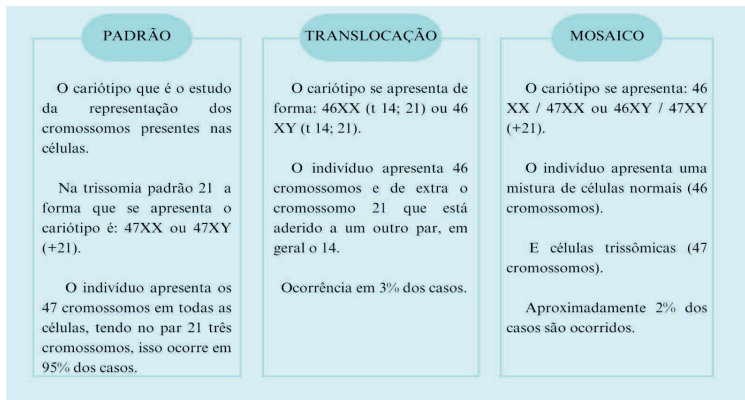 PADRÃO
O cariótipo que é o estudo
da representação dos
cromossomos presentes nas
células.
Na trissomia padrão 21 a
forma que se apresenta o
cariótipo é: 47XX ou 47XY
(+21).
O indivíduo apresenta os
47 cromossomos em todas as
células, tendo no par 21 três
cromossomos, isso ocorre em
95% dos casos.
TRANSLOCAÇÃO
O cariótipo se apresenta de
forma: 46XX (t 14; 21) ou 46
XY (t 14; 21).
O indivíduo apresenta 46
cromossomos e de extra o
cromossomo 21 que está
aderido a um outro par, em
geral o 14.
Ocorrência em 3% dos casos.
MOSAICO
O cariótipo se apresenta: 46
XX / 47XX ou 46XY / 47XY
(+21).
O indivíduo apresenta uma
mistura de células normais (46
cromossomos).
E células trissômicas (47
cromossomos).
Aproximadamente 2% dos
casos são ocorridos.